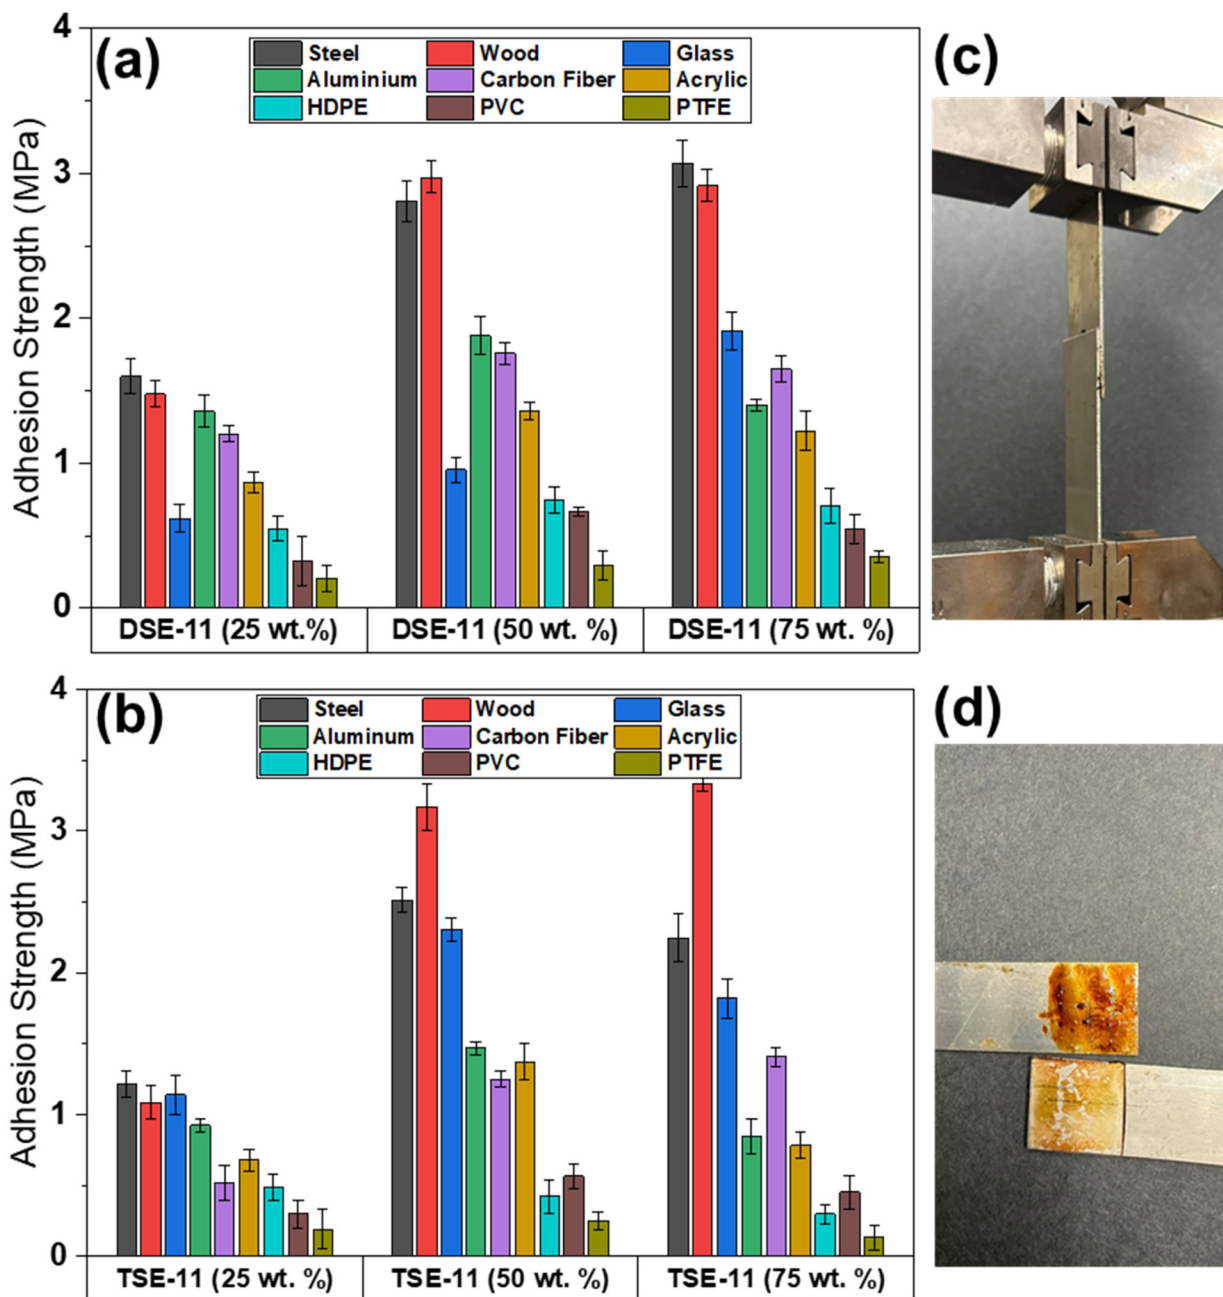 (a)
Steel Wood Glass
Aluminium Carbon Fiber Acrylic
HDPE PVC PTFE
Adhesion Strength (MPa)
4
3
2
1
0
DSE-11 (25 wt.%) DSE-11 (50 wt. %) DSE-11 (75 wt. %)
(c)
(b)
Steel Wood Glass
Aluminum Carbon Fiber Acrylic
HDPE PVC PTFE
Adhesion Strength (MPa)
4
3
2
1
0
TSE-11 (25 wt. %) TSE-11 (50 wt. %) TSE-11 (75 wt. %)
(d)